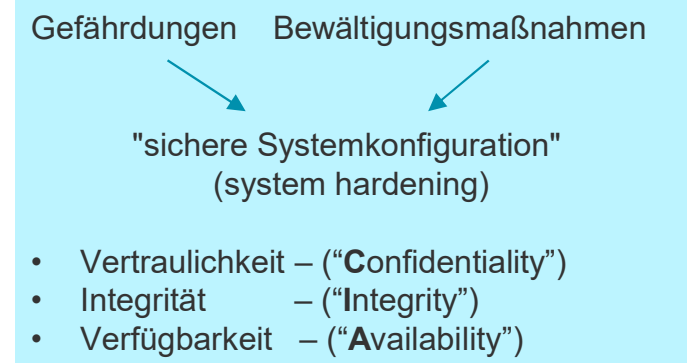 Gefährdungen Bewältigungsmaßnahmen
"sichere Systemkonfiguration"
(system hardening)
• Vertraulichkeit – (“Confidentiality”)
• Integrität – (“Integrity”)
• Verfügbarkeit – (“Availability”)